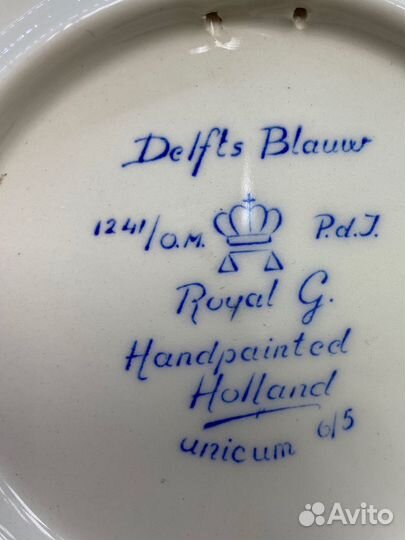 Delfts Blauw
1241/O.M. P.d.J.
Royal G.
Handpainted
Holland
unicum 6/5
Avito